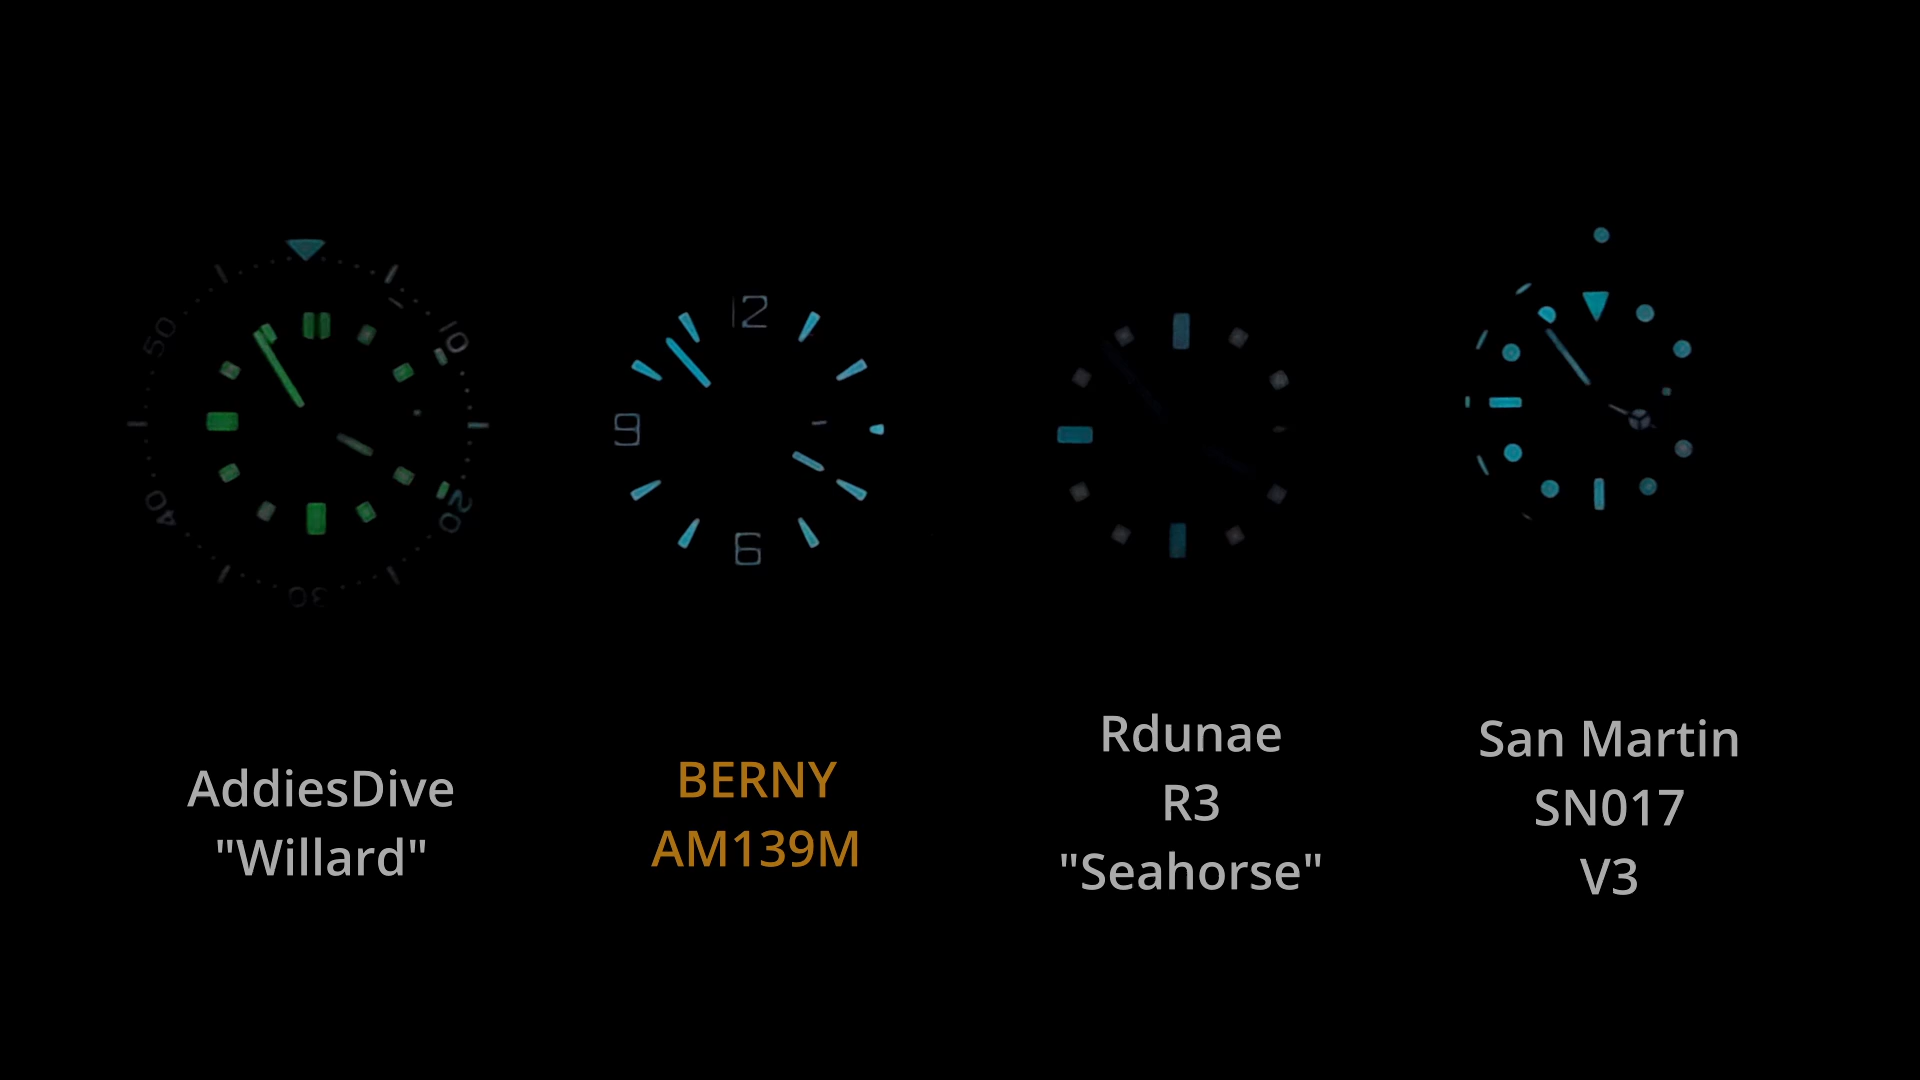 50
10
40
20
30
12
9
6
AddiesDive
"Willard"
BERNY
AM139M
Rdunae
R3
"Seahorse"
San Martin
SN017
V3